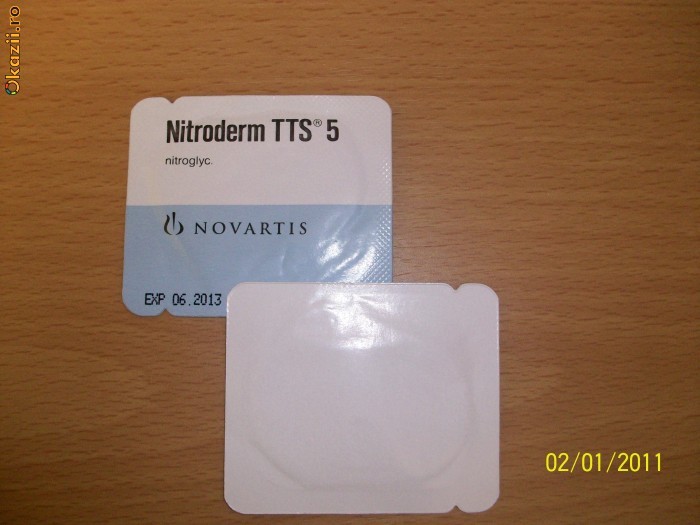 Okazii.ro
Nitroderm TTS® 5
nitroglyc.
NOVARTIS
EXP 06.2013
02/01/2011